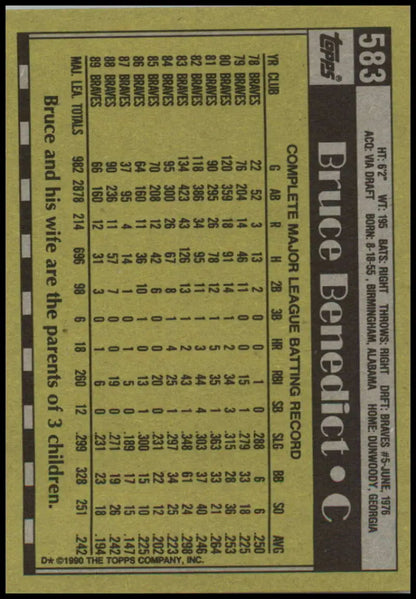 583
TOPPS
Bruce Benedict • C
HT: 6'2" WT: 195 BATS: RIGHT THROWS: RIGHT DRFT: BRAVES #5-JUNE, 1976
ACQ: VIA DRAFT BORN: 8-18-55, BIRMINGHAM, ALABAMA HOME: DUNWOODY, GEORGIA
COMPLETE MAJOR LEAGUE BATTING RECORD
YR CLUB G AB R H 2B 3B HR RBI SB SLG BB SO AVG
78 BRAVES 22 52 3 13 2 0 0 1 0 .288 6 6 .250
79 BRAVES 76 204 14 46 11 0 0 15 1 .279 33 18 .225
80 BRAVES 120 359 18 91 14 1 2 34 3 .315 28 36 .253
81 BRAVES 90 295 26 78 12 1 5 35 1 .363 33 21 .264
82 BRAVES 118 386 34 95 11 1 3 44 4 .303 37 40 .246
83 BRAVES 134 423 43 126 13 1 2 43 1 .348 61 24 .298
84 BRAVES 95 300 26 67 8 1 4 25 1 .297 34 25 .223
85 BRAVES 70 208 12 42 6 0 0 20 0 .231 22 12 .202
86 BRAVES 64 160 11 36 10 1 0 13 1 .300 15 10 .225
87 BRAVES 37 95 4 14 1 0 1 5 0 .189 17 15 .147
88 BRAVES 90 236 11 57 7 0 0 19 0 .271 19 26 .242
89 BRAVES 66 160 12 31 3 0 1 6 0 .231 23 18 .194
MAJ. LEA. TOTALS 982 2878 214 696 98 6 18 260 12 .299 328 251 .242
Bruce and his wife are the parents of 3 children.
D* ©1990 THE TOPPS COMPANY, INC.